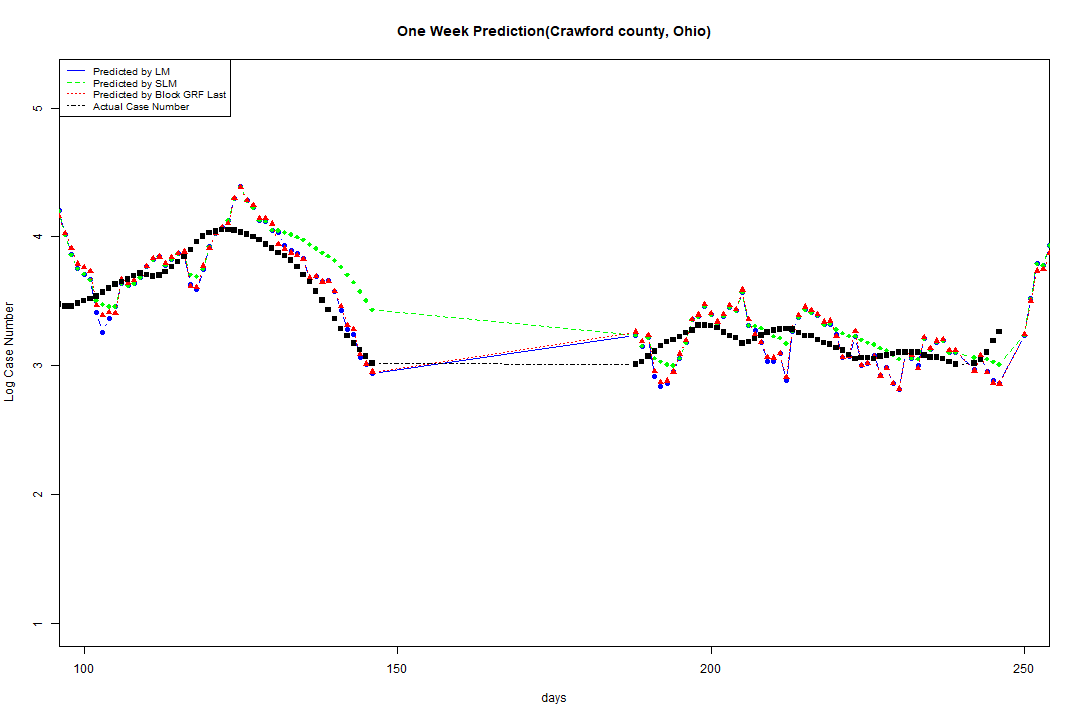 One Week Prediction(Crawford county, Ohio)
Predicted by LM
Predicted by SLM
Predicted by Block GRF Last
Actual Case Number
5
4
3
2
1
Log Case Number
100 150 200 250
days